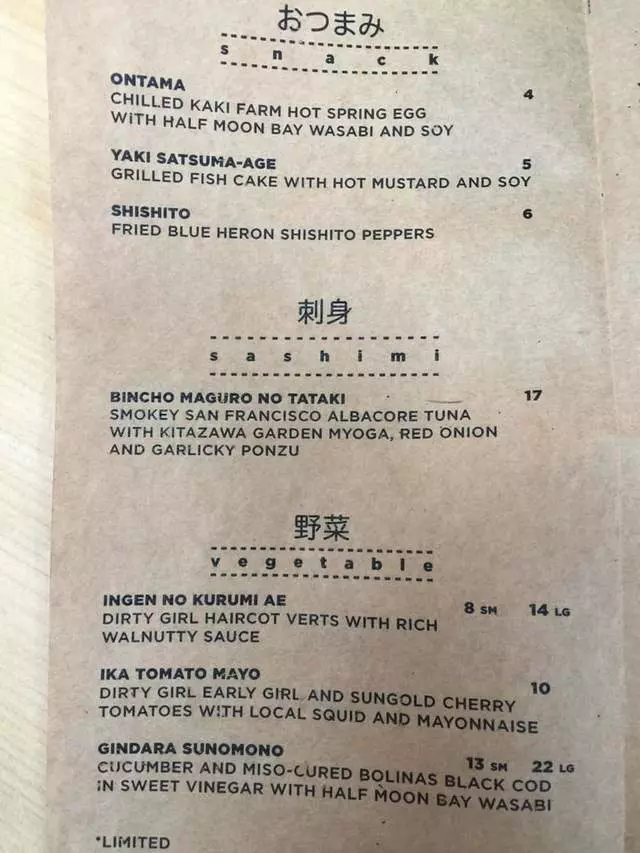 おつまみ
snack
ONTAMA 4
CHILLED KAKI FARM HOT SPRING EGG
WITH HALF MOON BAY WASABI AND SOY
YAKI SATSUMA-AGE 5
GRILLED FISH CAKE WITH HOT MUSTARD AND SOY
SHISHITO 6
FRIED BLUE HERON SHISHITO PEPPERS
刺身
sashimi
BINCHO MAGURO NO TATAKI 17
SMOKEY SAN FRANCISCO ALBACORE TUNA
WITH KITAZAWA GARDEN MYOGA, RED ONION
AND GARLICKY PONZU
野菜
vegetable
INGEN NO KURUMI AE 8 SM 14 LG
DIRTY GIRL HAIRCOT VERTS WITH RICH
WALNUTTY SAUCE
IKA TOMATO MAYO 10
DIRTY GIRL EARLY GIRL AND SUNGOLD CHERRY
TOMATOES WITH LOCAL SQUID AND MAYONNAISE
GINDARA SUNOMONO 13 SM 22 LG
CUCUMBER AND MISO-CURED BOLINAS BLACK COD
IN SWEET VINEGAR WITH HALF MOON BAY WASABI
*LIMITED